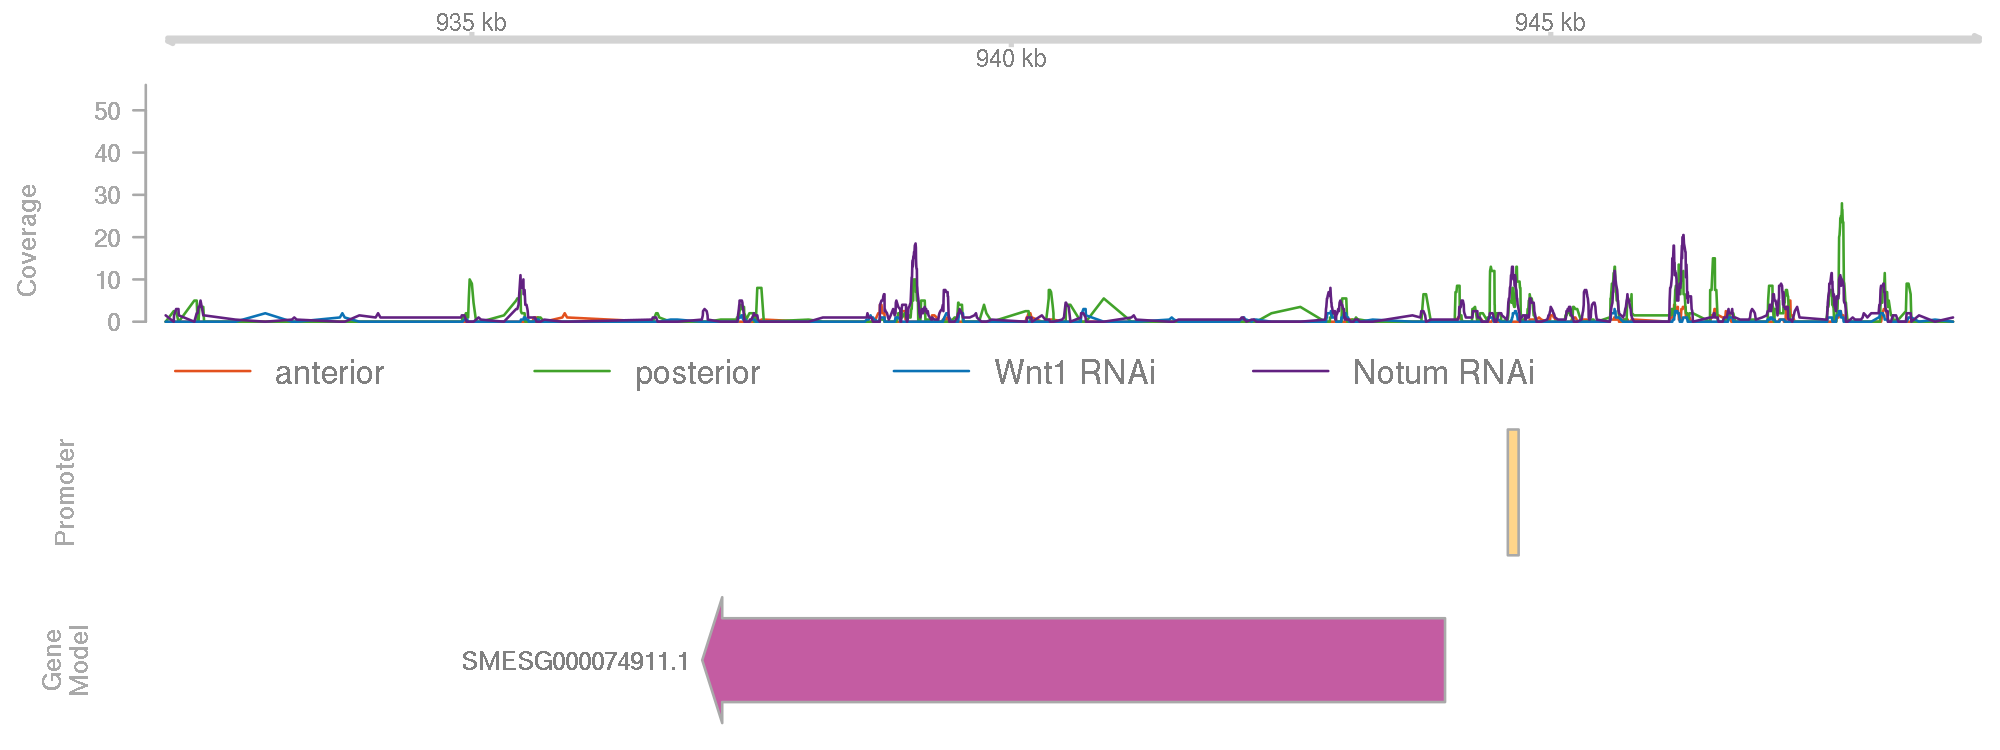 935 kb
945 kb
940 kb
Coverage
50
40
30
20
10
0
anterior posterior Wnt1 RNAi Notum RNAi
Promoter
Gene
Model
SMESG000074911.1